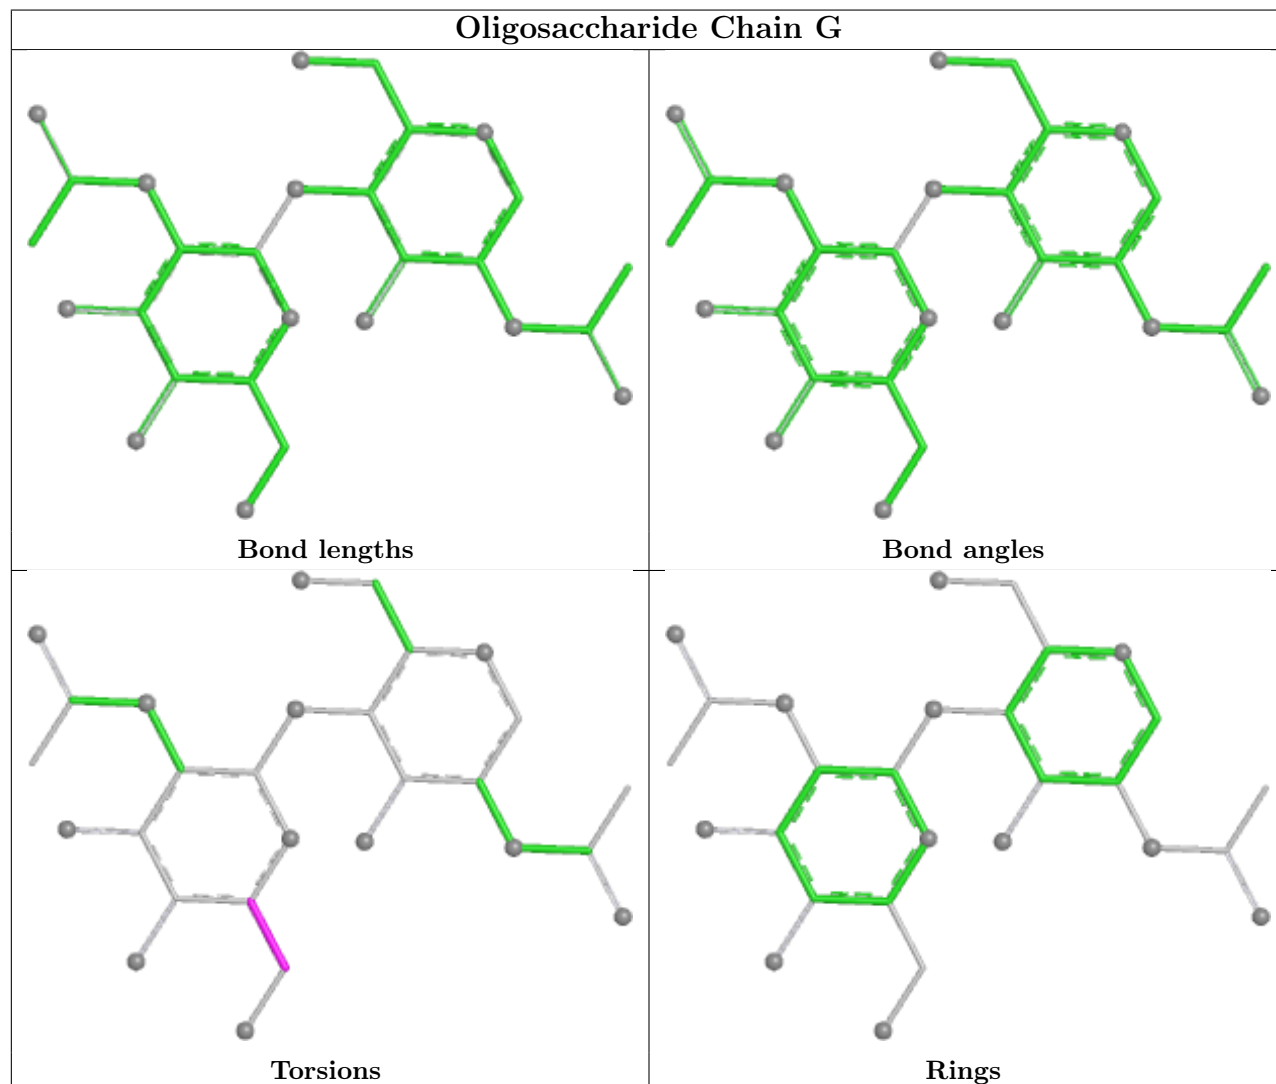 Oligosaccharide Chain G
Bond lengths
Bond angles
Torsions
Rings